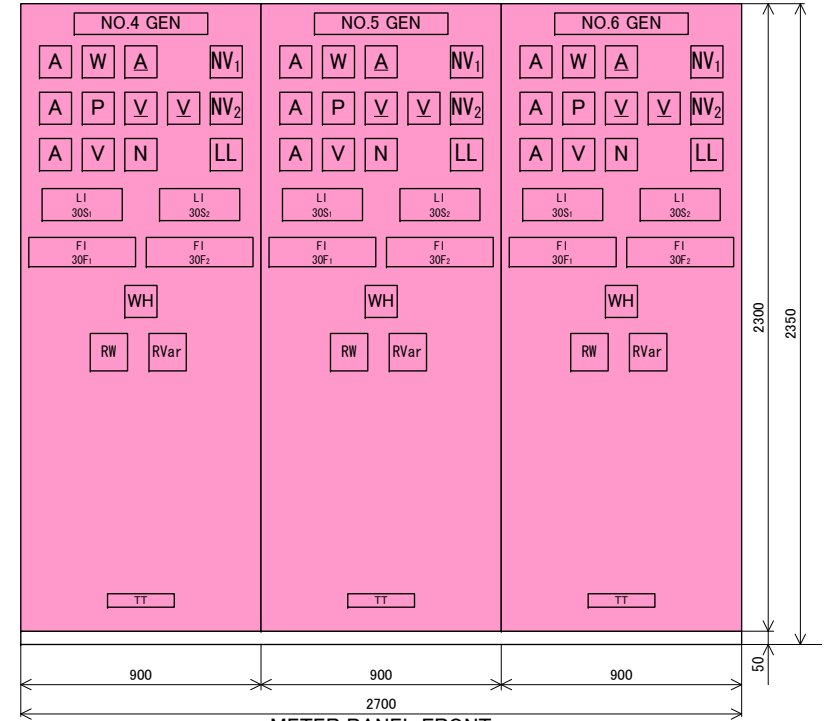 NO.4 GEN NO.5 GEN NO.6 GEN
A W A NV₁ A W A NV₁ A W A NV₁
A P V V NV₂ A P V V NV₂ A P V V NV₂
A V N LL A V N LL A V N LL
LI LI LI LI LI LI
30S₁ 30S₂ 30S₁ 30S₂ 30S₁ 30S₂
FI FI FI FI FI FI
30F₁ 30F₂ 30F₁ 30F₂ 30F₁ 30F₂
WH WH WH
2300
2350
RW RVar RW RVar RW RVar
TT TT TT
50
900 900 900
2700
METER PANEL FRONT